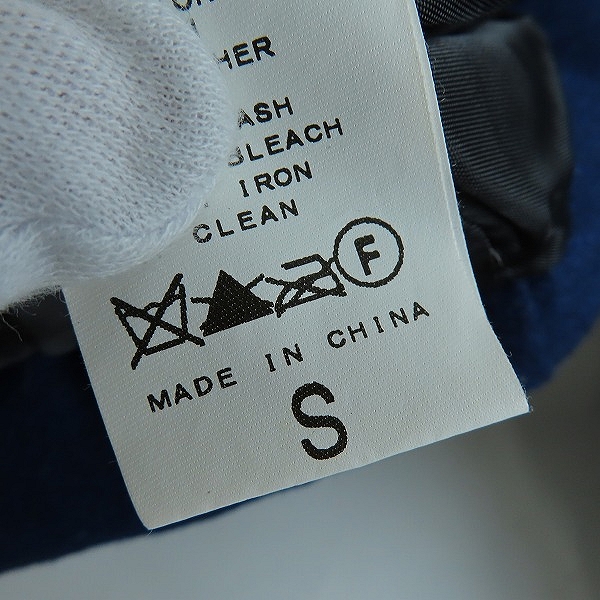 HER
ASH
BLEACH
IRON
CLEAN
F
MADE IN CHINA
S